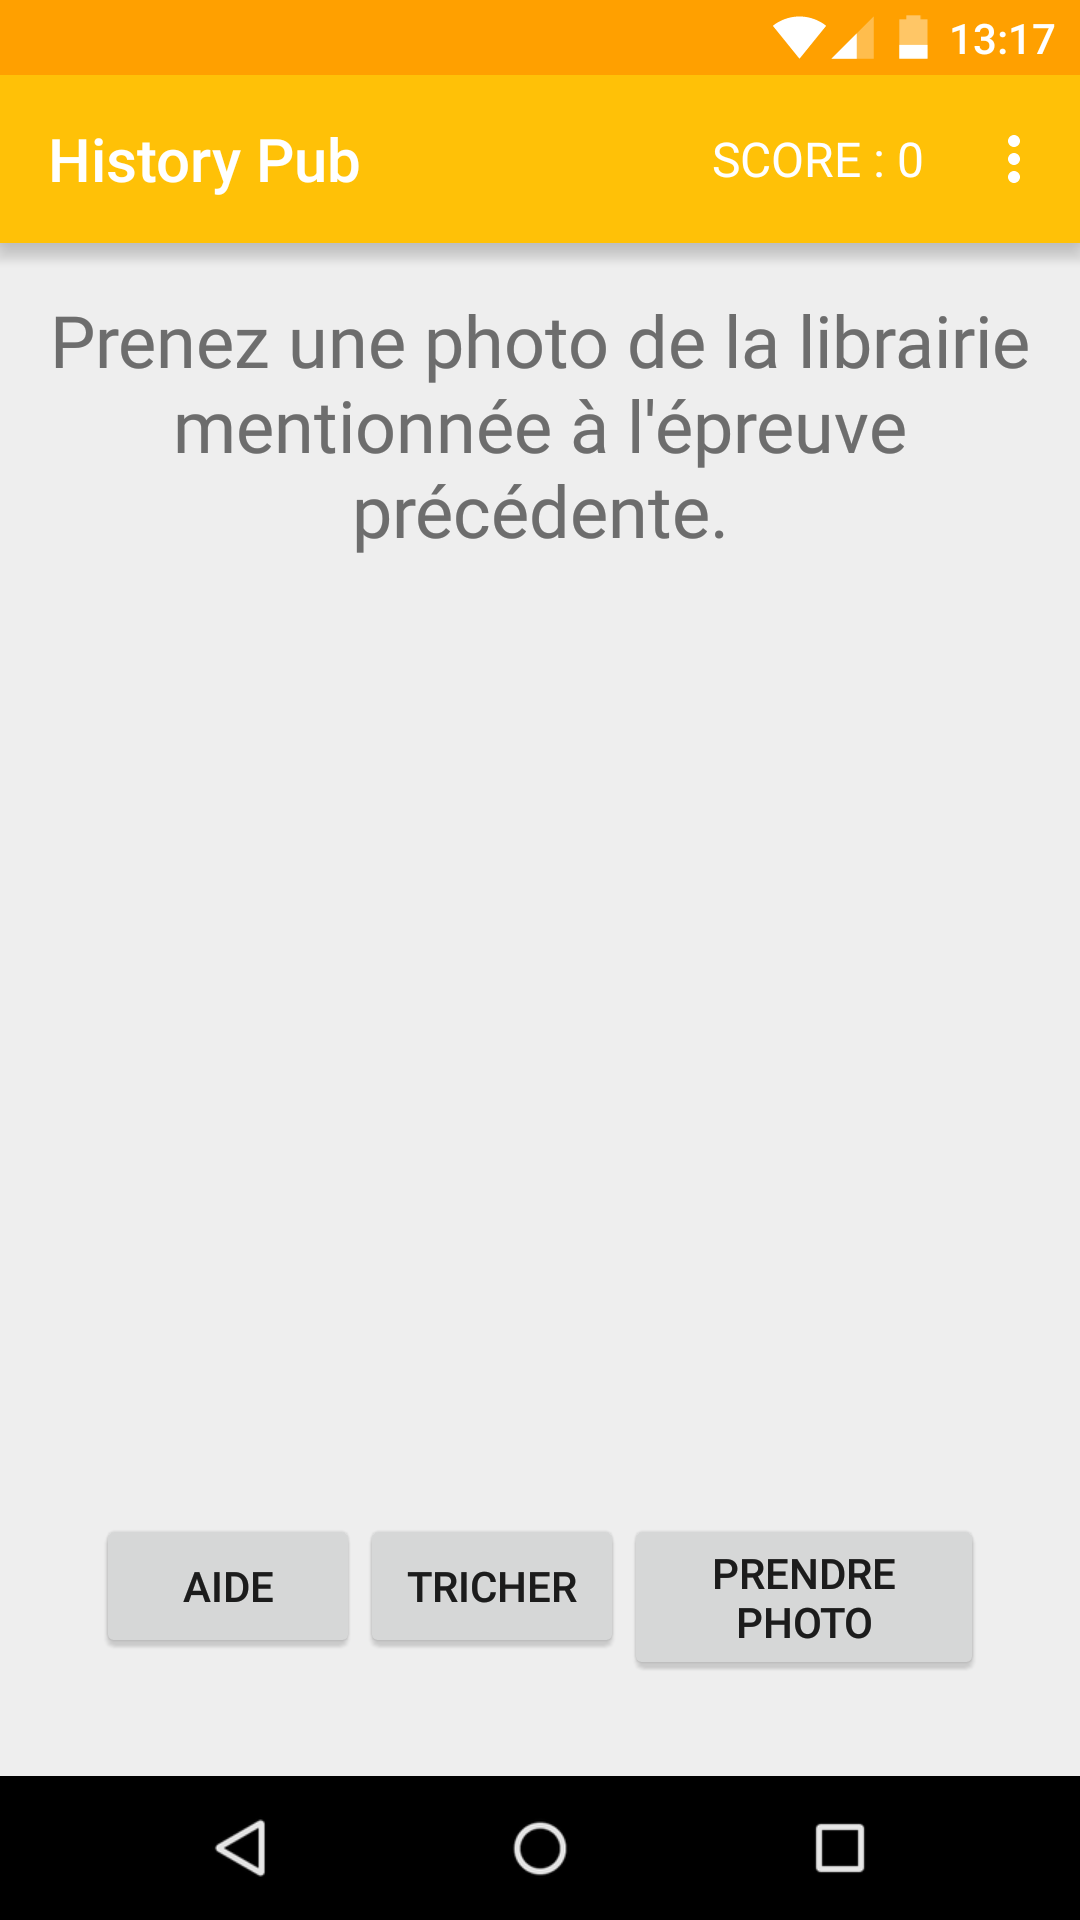 13:17
History Pub
SCORE : 0
Prenez une photo de la librairie
mentionnée à l'épreuve
précédente.
AIDE
TRICHER
PRENDRE
PHOTO